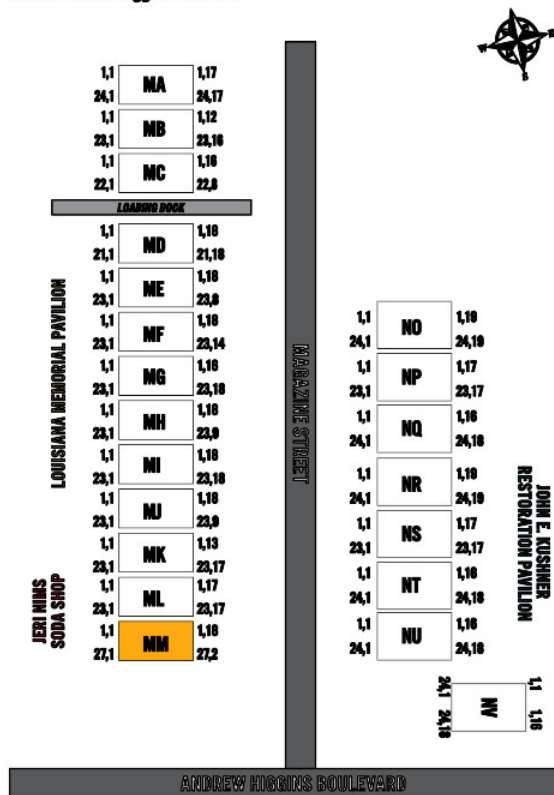 N
E
S
W
1,1 1,17
MA
24,1 24,17
1,1 1,12
MB
23,1 23,16
1,1 1,16
MC
22,1 22,8
LOADING DOCK
1,1 1,18
MD
21,1 21,18
1,1 1,18
ME
23,1 23,8
1,1 1,18
MF
23,1 23,14
1,1 1,16
MG
23,1 23,18
1,1 1,18
MH
23,1 23,9
1,1 1,18
MI
23,1 23,18
1,1 1,18
MJ
23,1 23,9
1,1 1,13
MK
23,1 23,17
1,1 1,17
ML
23,1 23,17
1,1 1,18
MM
27,1 27,2
LOUISIANA MEMORIAL PAVILION
JERI NIMS
SODA SHOP
MAGAZINE STREET
1,1 1,19
NO
24,1 24,19
1,1 1,17
NP
23,1 23,17
1,1 1,16
NQ
24,1 24,18
1,1 1,19
NR
24,1 24,19
1,1 1,17
NS
23,1 23,17
1,1 1,16
NT
24,1 24,18
1,1 1,16
NU
24,1 24,18
JOHN E. KUSHNER
RESTORATION PAVILION
24,1 1,1
NV
24,18 1,16
ANDREW HIGGINS BOULEVARD